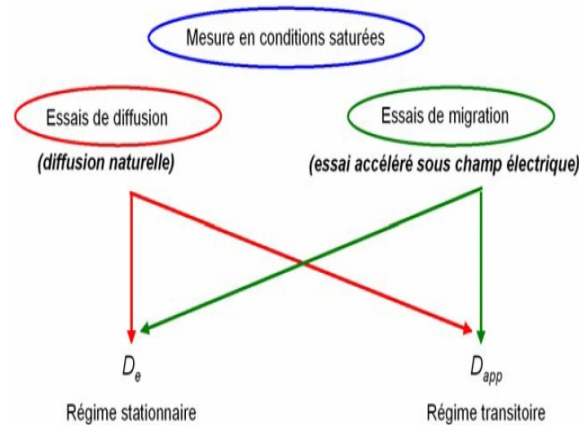 Mesure en conditions saturées
Essais de diffusion
Essais de migration
(diffusion naturelle)
(essai accéléré sous champ électrique)
De
Dapp
Régime stationnaire
Régime transitoire